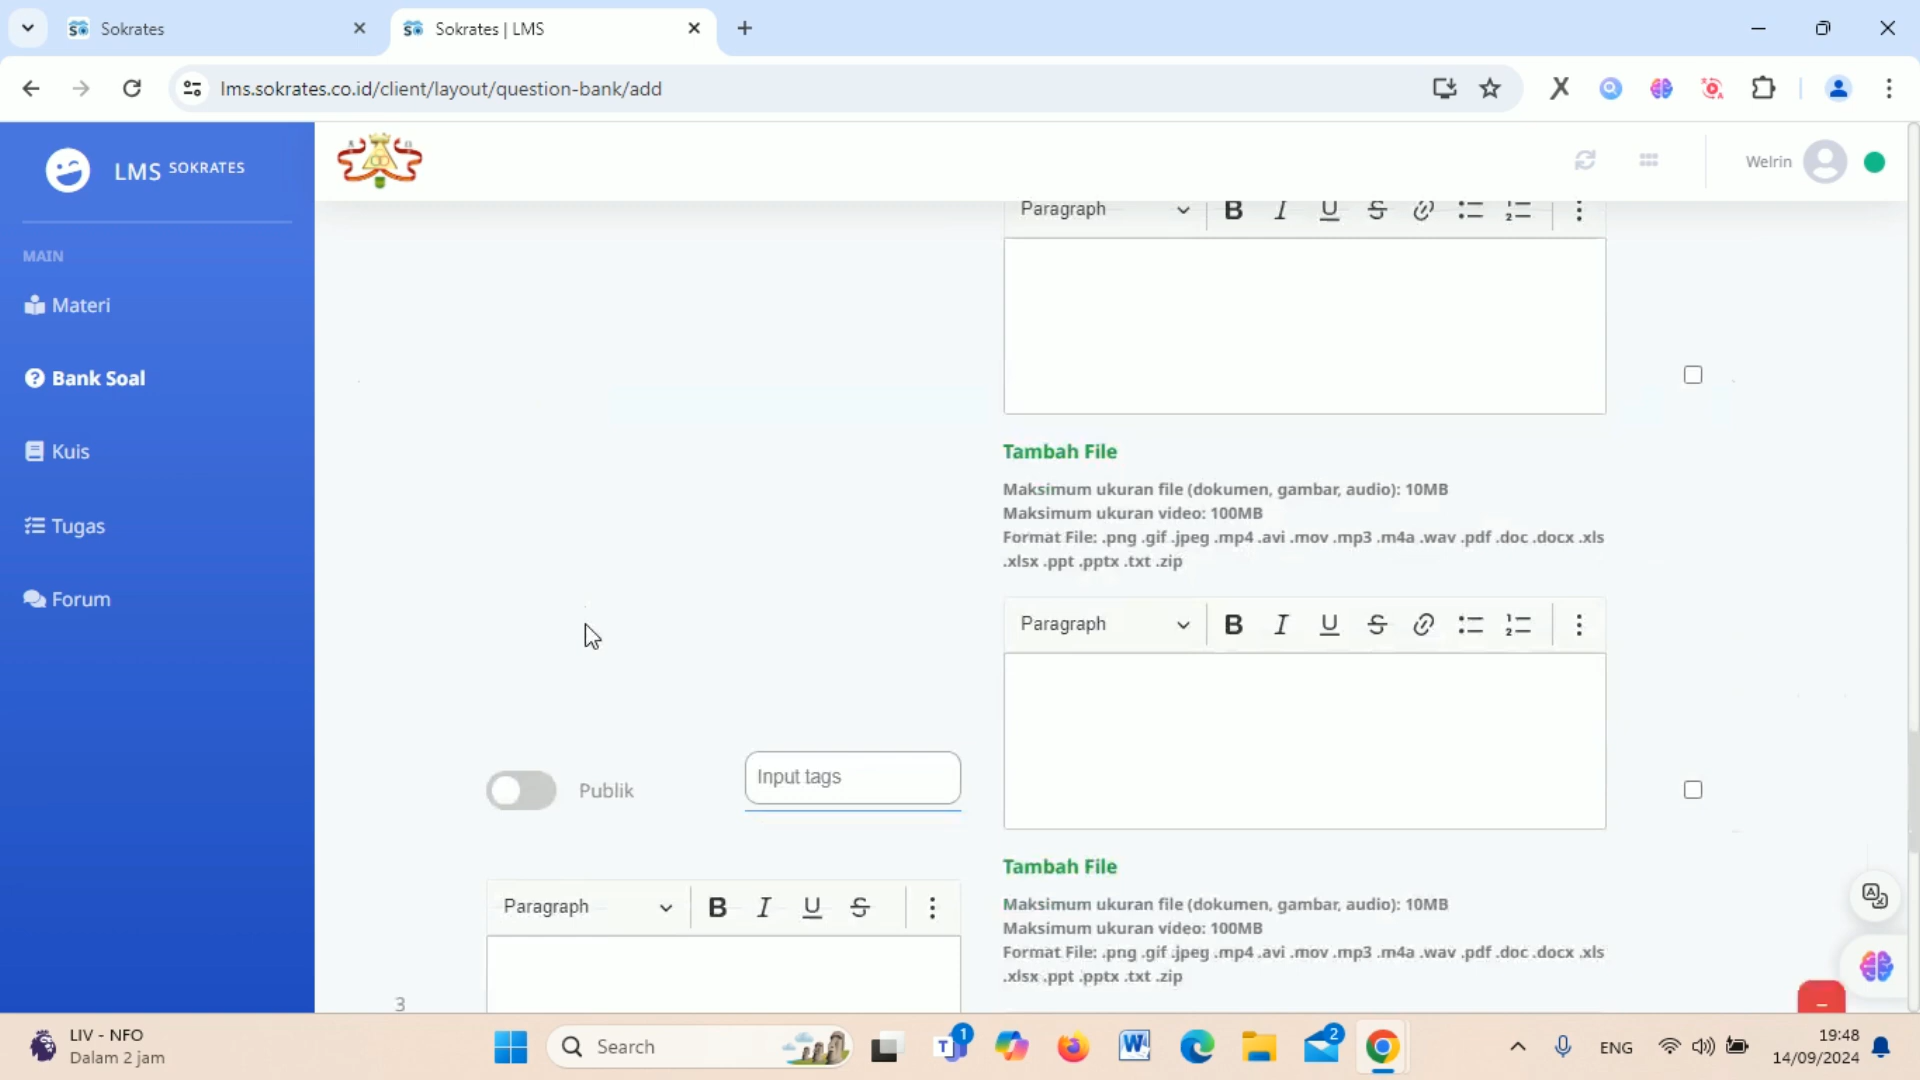 Sokrates
Sokrates | LMS
lms.sokrates.co.id/client/layout/question-bank/add
LMS SOKRATES
Welrin
MAIN
Materi
Bank Soal
Kuis
Tugas
Forum
Paragraph
Tambah File
Maksimum ukuran file (dokumen, gambar, audio): 10MB
Maksimum ukuran video: 100MB
Format File: .png .gif .jpeg .mp4 .avi .mov .mp3 .m4a .wav .pdf .doc .docx .xls
.xlsx .ppt .pptx .txt .zip
Paragraph
Publik
Input tags
Tambah File
Maksimum ukuran file (dokumen, gambar, audio): 10MB
Maksimum ukuran video: 100MB
Format File: .png .gif .jpeg .mp4 .avi .mov .mp3 .m4a .wav .pdf .doc .docx .xls
.xlsx .ppt .pptx .txt .zip
Paragraph
3
LIV - NFO
Dalam 2 jam
Search
1
2
ENG
19:48
14/09/2024